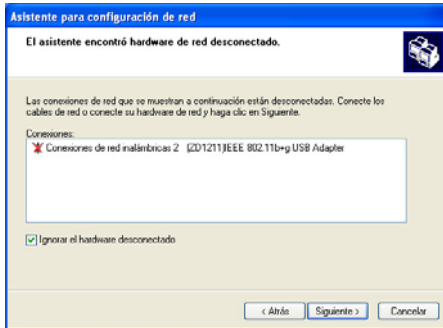 Asistente para configuración de red
El asistente encontró hardware de red desconectado.
Las conexiones de red que se muestran a continuación están desconectadas. Conecte los
cables de red o conecte su hardware de red y haga clic en Siguiente.
Conexiones:
Conexiones de red inalámbricas 2 [ZD1211]IEEE 802.11b+g USB Adapter
Ignorar el hardware desconectado
< Atrás
Siguiente >
Cancelar